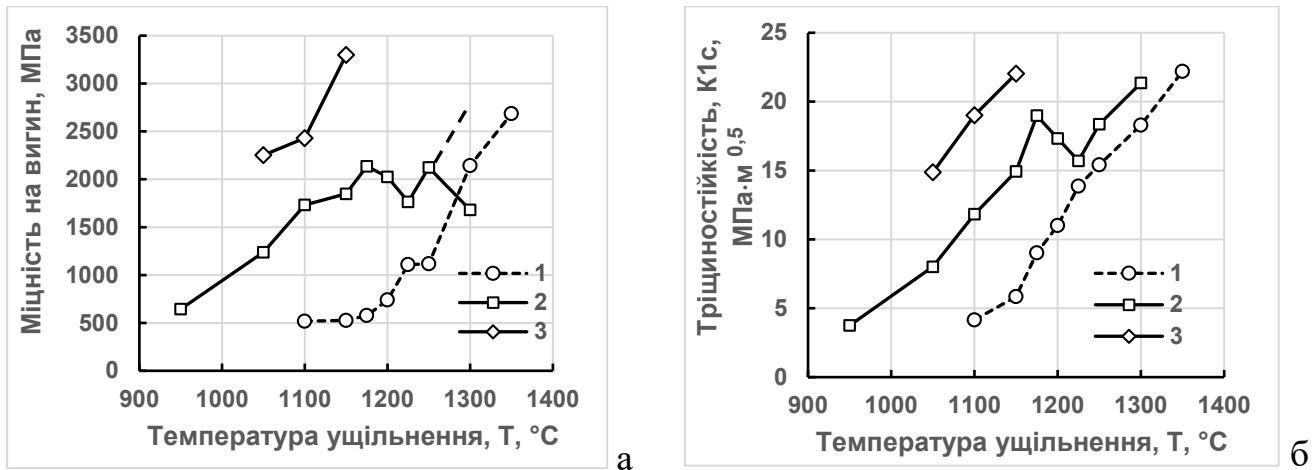 Міцність на вигин, МПа
3500
3000
2500
2000
1500
1000
500
0
900 1000 1100 1200 1300 1400
Температура ущільнення, Т, °С
1
2
3
а
Тріщиностійкість, К1с,
МПа·м 0,5
25
20
15
10
5
0
900 1000 1100 1200 1300 1400
Температура ущільнення, Т, °С
1
2
3
б